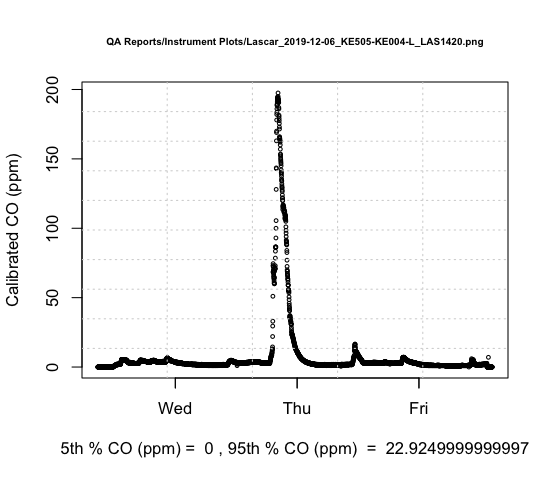 QA Reports/Instrument Plots/Lascar_2019-12-06_KE505-KE004-L_LAS1420.png
Calibrated CO (ppm)
200
150
100
50
0
Wed Thu Fri
5th % CO (ppm) = 0 , 95th % CO (ppm) = 22.9249999999997